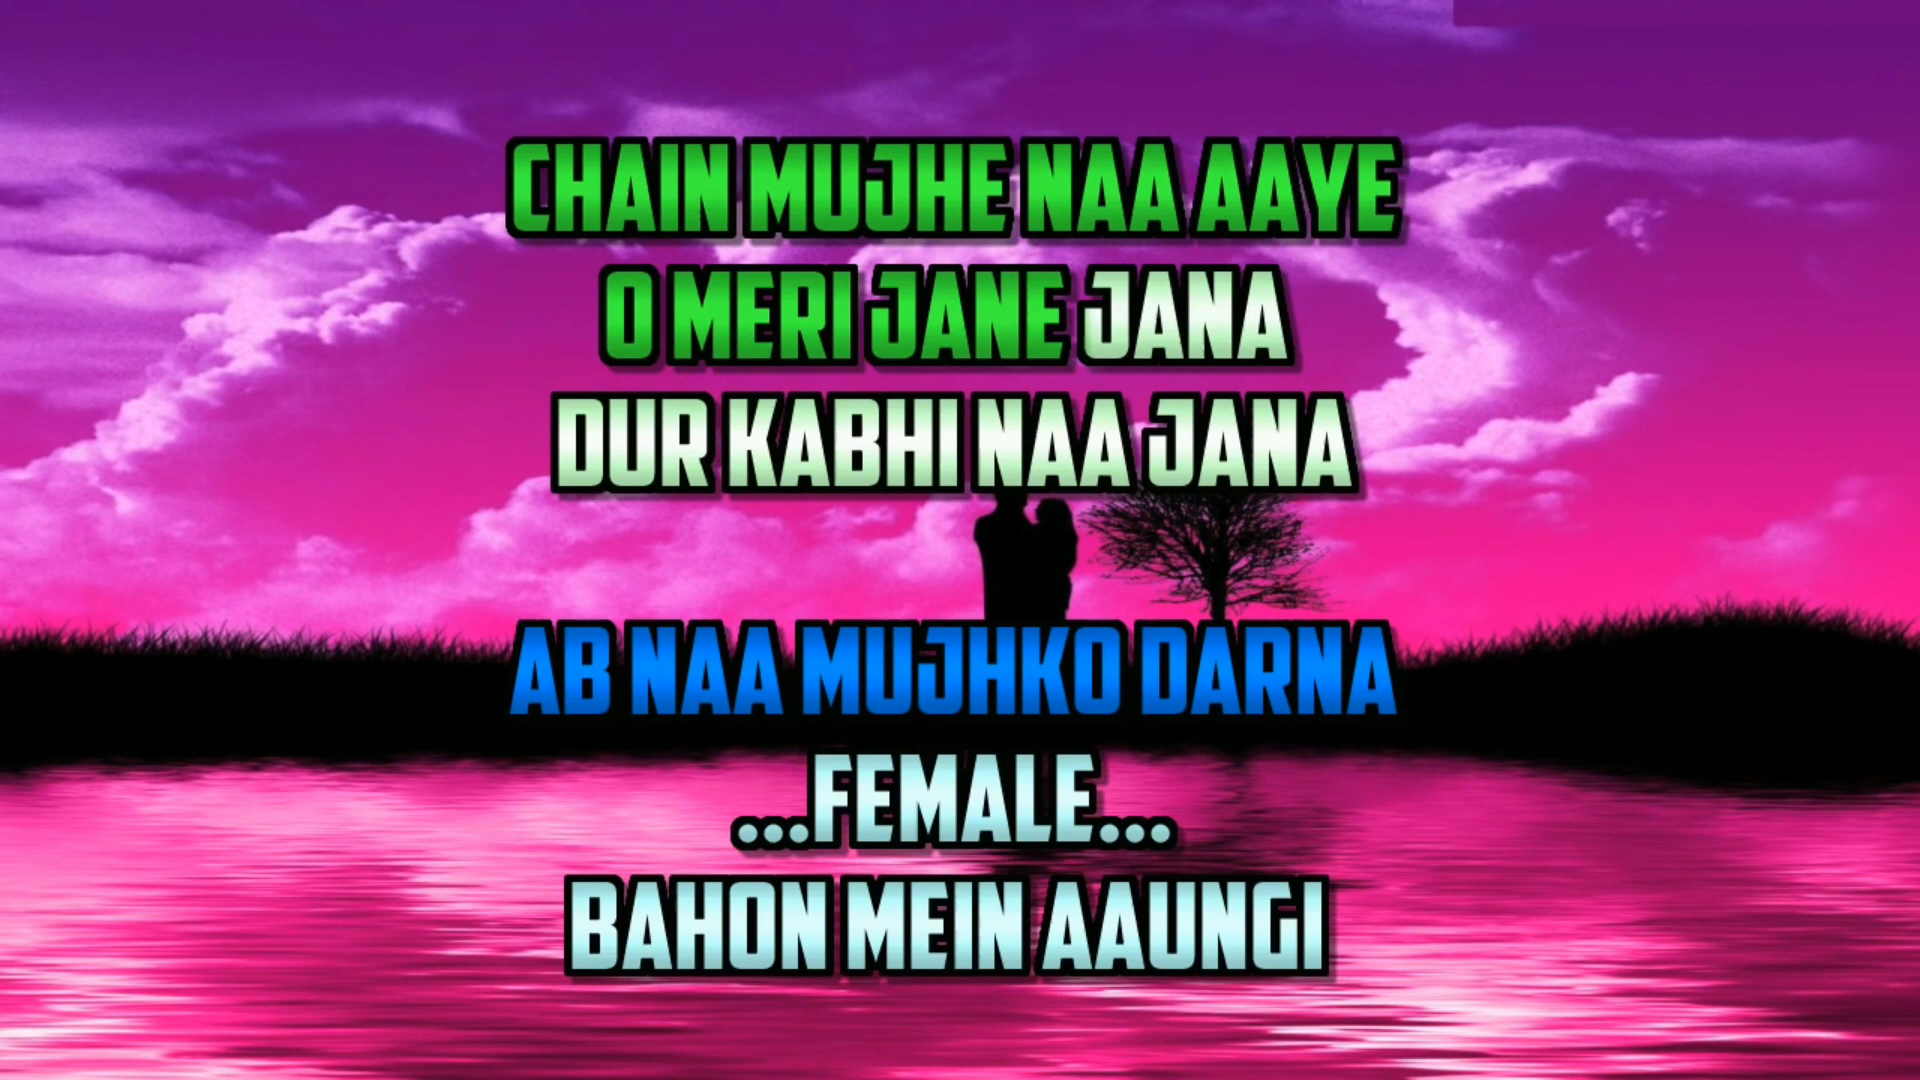 CHAIN MUJHE NAA AAYE
O MERI JANE JANA
DUR KABHI NAA JANA
AB NAA MUJHKO DARNA
...FEMALE...
BAHON MEIN AAUNGI